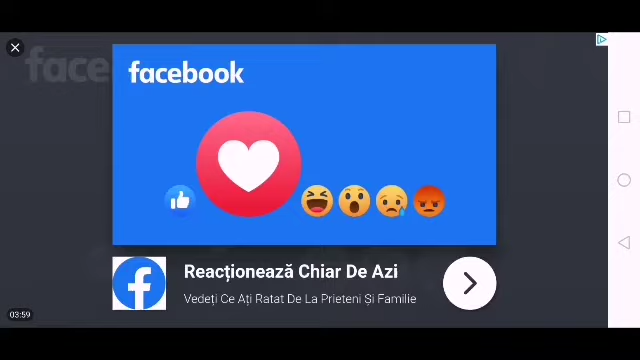 facebook
Reacționează Chiar De Azi
Vedeți Ce Ați Ratat De La Prieteni Și Familie
03:59